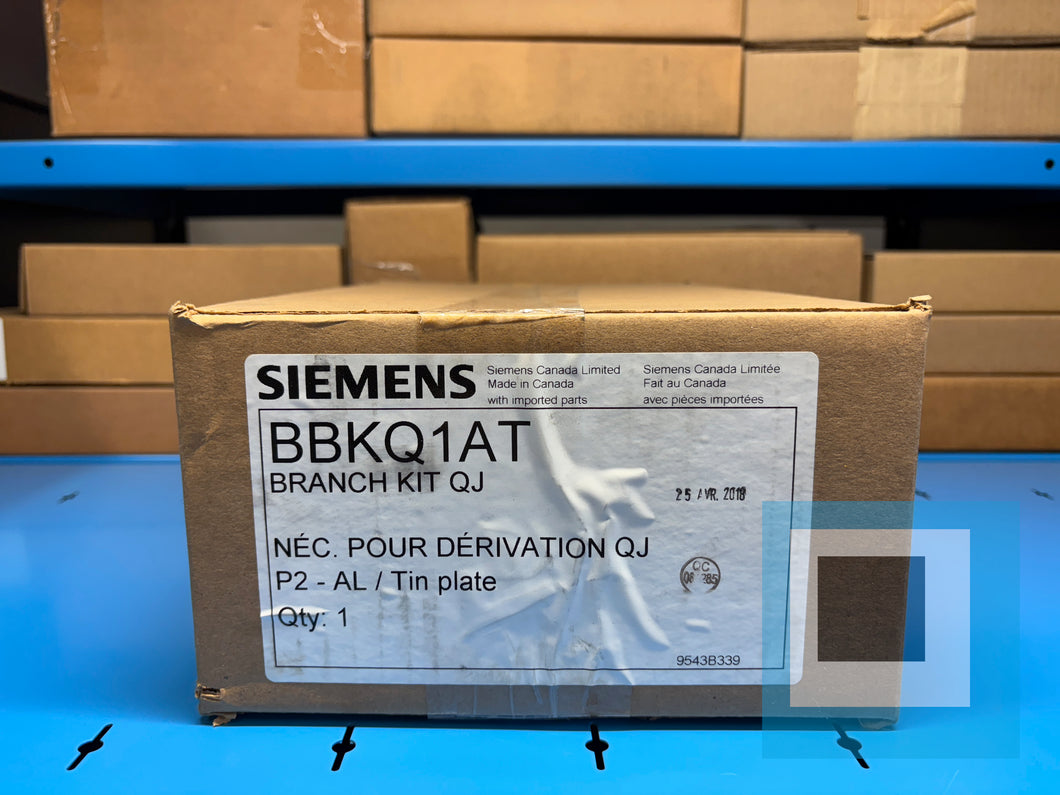 SIEMENS
Siemens Canada Limited
Made in Canada
with imported parts
Siemens Canada Limitée
Fait au Canada
avec pièces importées
BBKQ1AT
BRANCH KIT QJ
25 AVR. 2018
NÉC. POUR DÉRIVATION QJ
P2 - AL / Tin plate
QC
Qty: 1
9543B339